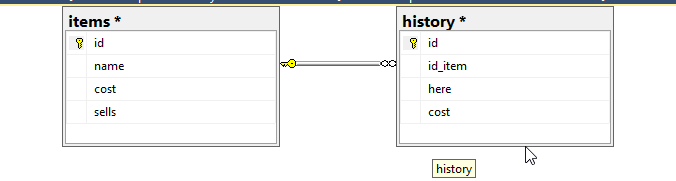 items *
id
name
cost
sells
history *
id
id_item
here
cost
history